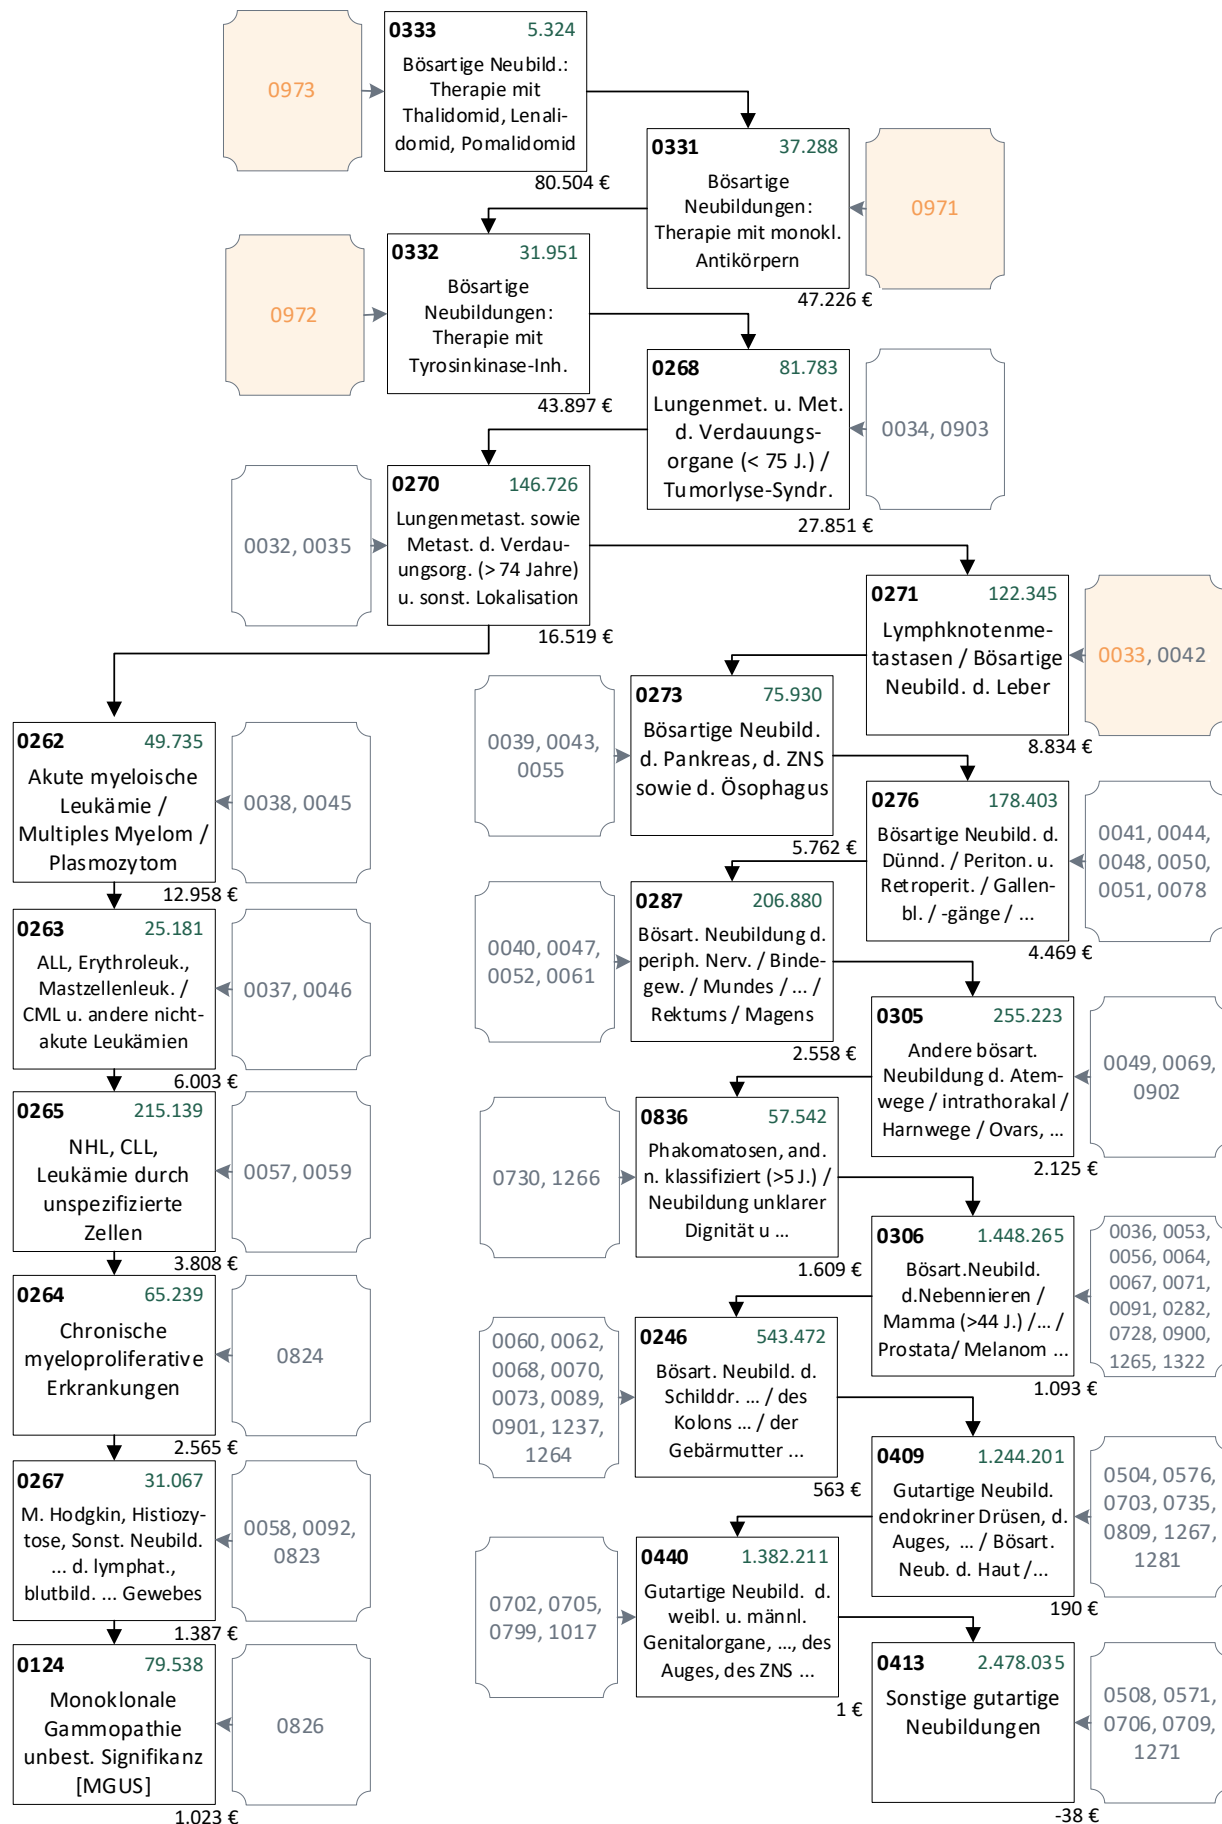 0973
0333 5.324
Bösartige Neubild.:
Therapie mit
Thalidomid, Lenali-
domid, Pomalidomid
80.504 €
0331 37.288
Bösartige
Neubildungen:
Therapie mit monokl.
Antikörpern
47.226 €
0971
0972
0332 31.951
Bösartige
Neubildungen:
Therapie mit
Tyrosinkinase-Inh.
43.897 €
0268 81.783
Lungenmet. u. Met.
d. Verdauungs-
organe (< 75 J.) /
Tumorlyse-Syndr.
27.851 €
0034, 0903
0032, 0035
0270 146.726
Lungenmetast. sowie
Metast. d. Verdau-
ungsorg. (> 74 Jahre)
u. sonst. Lokalisation
16.519 €
0271 122.345
Lymphknotenme-
tastasen / Bösartige
Neubild. d. Leber
8.834 €
0033, 0042
0262 49.735
Akute myeloische
Leukämie /
Multiples Myelom /
Plasmozytom
12.958 €
0038, 0045
0263 25.181
ALL, Erythroleuk.,
Mastzellenleuk. /
CML u. andere nicht-
akute Leukämien
6.003 €
0037, 0046
0265 215.139
NHL, CLL,
Leukämie durch
unspezifizierte
Zellen
3.808 €
0057, 0059
0264 65.239
Chronische
myeloproliferative
Erkrankungen
2.565 €
0824
0267 31.067
M. Hodgkin, Histiozy-
tose, Sonst. Neubild.
... d. lymphat.,
blutbild. ... Gewebes
1.387 €
0058, 0092,
0823
0124 79.538
Monoklonale
Gammopathie
unbest. Signifikanz
[MGUS]
1.023 €
0826
0039, 0043,
0055
0273 75.930
Bösartige Neubild.
d. Pankreas, d. ZNS
sowie d. Ösophagus
5.762 €
0276 178.403
Bösartige Neubild. d.
Dünnd. / Periton. u.
Retroperit. / Gallen-
bl. / -gänge / ...
4.469 €
0041, 0044,
0048, 0050,
0051, 0078
0040, 0047,
0052, 0061
0287 206.880
Bösart. Neubildung d.
periph. Nerv. / Binde-
gew. / Mundes / ... /
Rektums / Magens
2.558 €
0305 255.223
Andere bösart.
Neubildung d. Atem-
wege / intrathorakal /
Harnwege / Ovars, ...
2.125 €
0049, 0069,
0902
0730, 1266
0836 57.542
Phakomatosen, and.
n. klassifiziert (>5 J.) /
Neubildung unklarer
Dignität u ...
1.609 €
0306 1.448.265
Bösart.Neubild.
d.Nebennieren /
Mamma (>44 J.) /... /
Prostata/ Melanom ...
1.093 €
0036, 0053,
0056, 0064,
0067, 0071,
0091, 0282,
0728, 0900,
1265, 1322
0060, 0062,
0068, 0070,
0073, 0089,
0901, 1237,
1264
0246 543.472
Bösart. Neubild. d.
Schilddr. ... / des
Kolons ... / der
Gebärmutter ...
563 €
0409 1.244.201
Gutartige Neubild.
endokriner Drüsen, d.
Auges, ... / Bösart.
Neub. d. Haut /...
190 €
0504, 0576,
0703, 0735,
0809, 1267,
1281
0702, 0705,
0799, 1017
0440 1.382.211
Gutartige Neubild. d.
weibl. u. männl.
Genitalorgane, ..., des
Auges, des ZNS ...
1 €
0413 2.478.035
Sonstige gutartige
Neubildungen
-38 €
0508, 0571,
0706, 0709,
1271